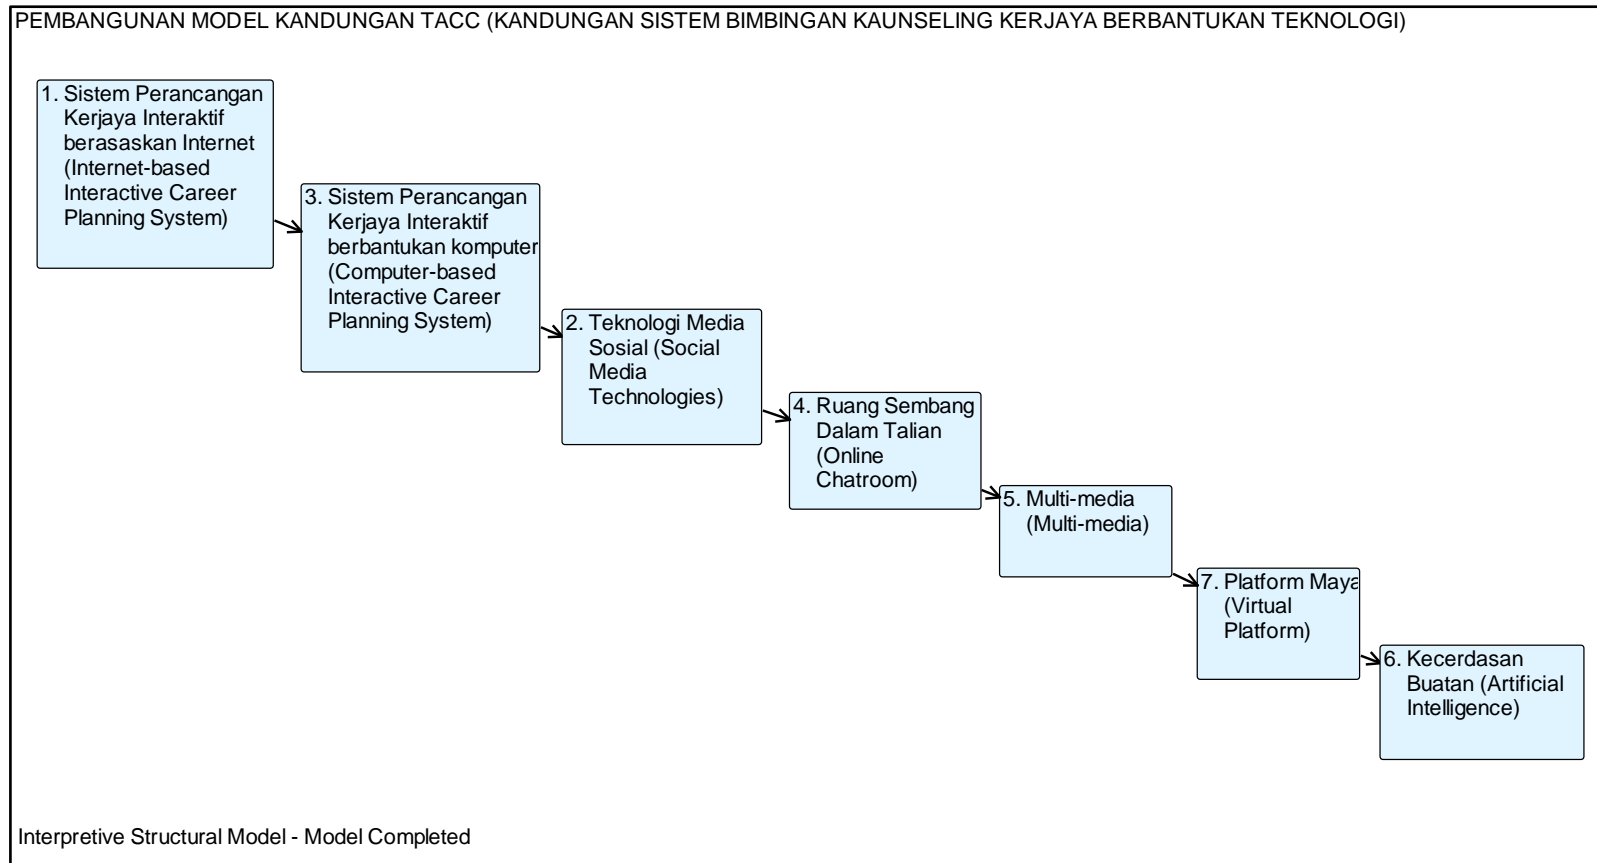 PEMBANGUNAN MODEL KANDUNGAN TACC (KANDUNGAN SISTEM BIMBINGAN KAUNSELING KERJAYA BERBANTUKAN TEKNOLOGI)
1. Sistem Perancangan
Kerjaya Interaktif
berasaskan Internet
(Internet-based
Interactive Career
Planning System)
3. Sistem Perancangan
Kerjaya Interaktif
berbantukan komputer
(Computer-based
Interactive Career
Planning System)
2. Teknologi Media
Sosial (Social
Media
Technologies)
4. Ruang Sembang
Dalam Talian
(Online
Chatroom)
5. Multi-media
(Multi-media)
7. Platform Maya
(Virtual
Platform)
6. Kecerdasan
Buatan (Artificial
Intelligence)
Interpretive Structural Model - Model Completed